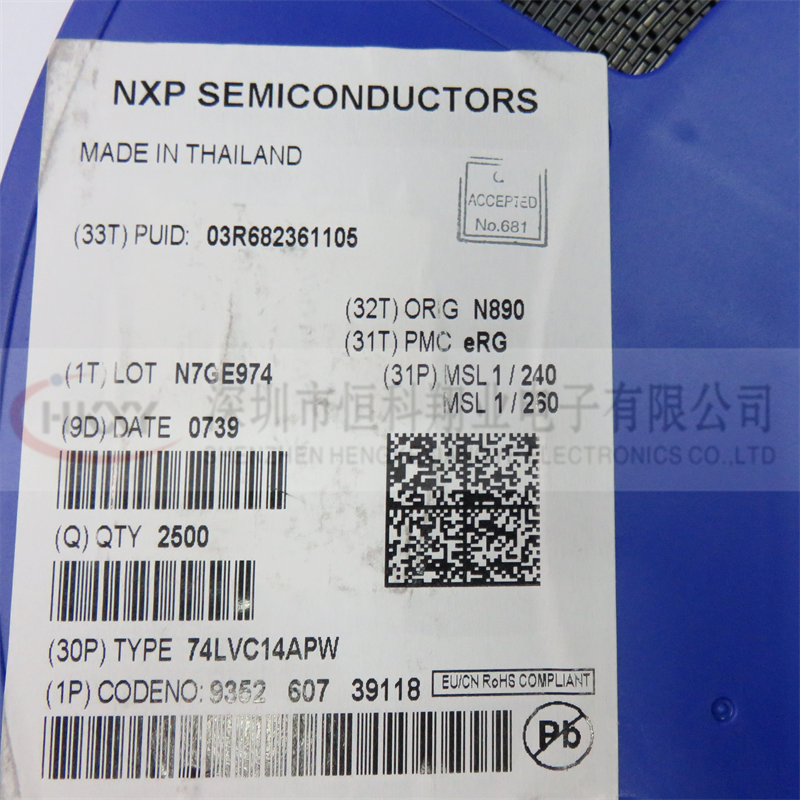 NXP SEMICONDUCTORS
MADE IN THAILAND
ACCEPTED
No.681
(33T) PUID: 03R682361105
(32T) ORIG N890
(31T) PMC eRG
(1T) LOT N7GE974
(31P) MSL 1 / 240
MSL 1 / 260
深圳市恒科翔业电子有限公司
(9D) DATE 0739
SHENZHEN HENG ELECTRONICS CO.,LTD
(Q) QTY 2500
(30P) TYPE 74LVC14APW
(1P) CODENO: 9352 607 39118
EU/CN RoHS COMPLIANT
Pb